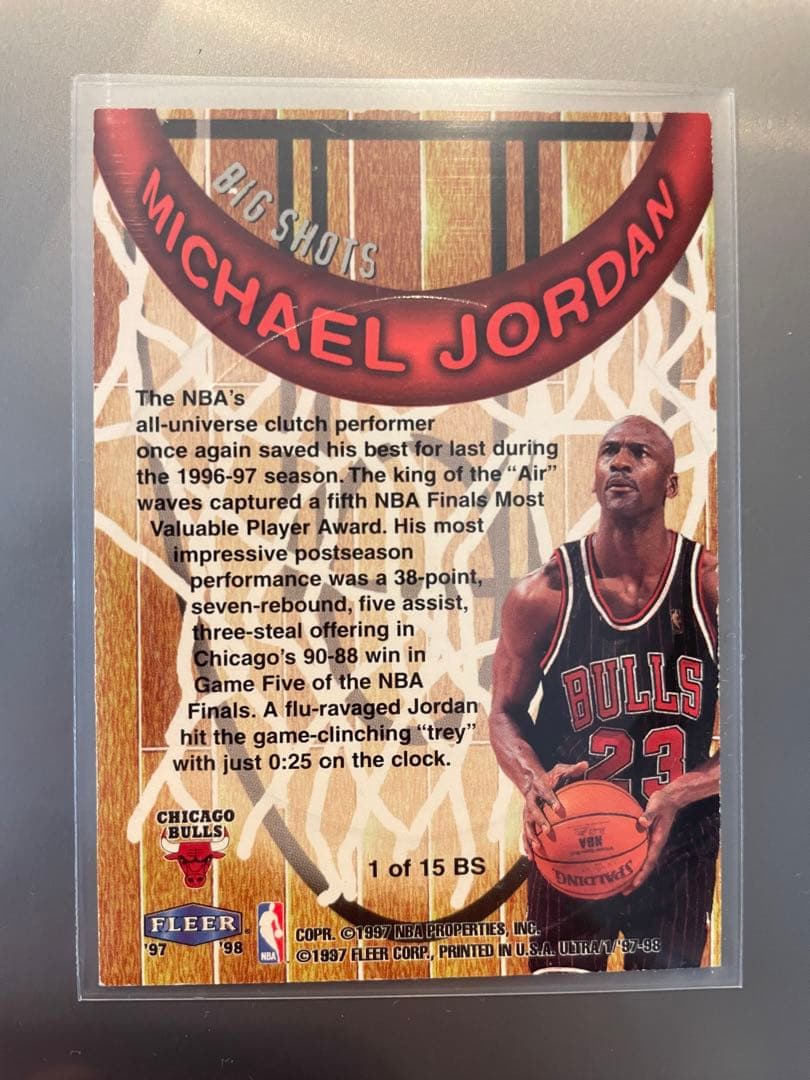 BIG SHOTS
MICHAEL JORDAN
The NBA's
all-universe clutch performer
once again saved his best for last during
the 1996-97 season. The king of the “Air”
waves captured a fifth NBA Finals Most
Valuable Player Award. His most
impressive postseason
performance was a 38-point,
seven-rebound, five assist,
three-steal offering in
Chicago's 90-88 win in
Game Five of the NBA
Finals. A flu-ravaged Jordan
hit the game-clinching “trey”
with just 0:25 on the clock.
BULLS
23
NBA
SPALDING
CHICAGO
BULLS
1 of 15 BS
FLEER
'97 '98
NBA
COPR. ©1997 NBA PROPERTIES, INC.
©1997 FLEER CORP., PRINTED IN U.S.A. ULTRA/1/'97-98